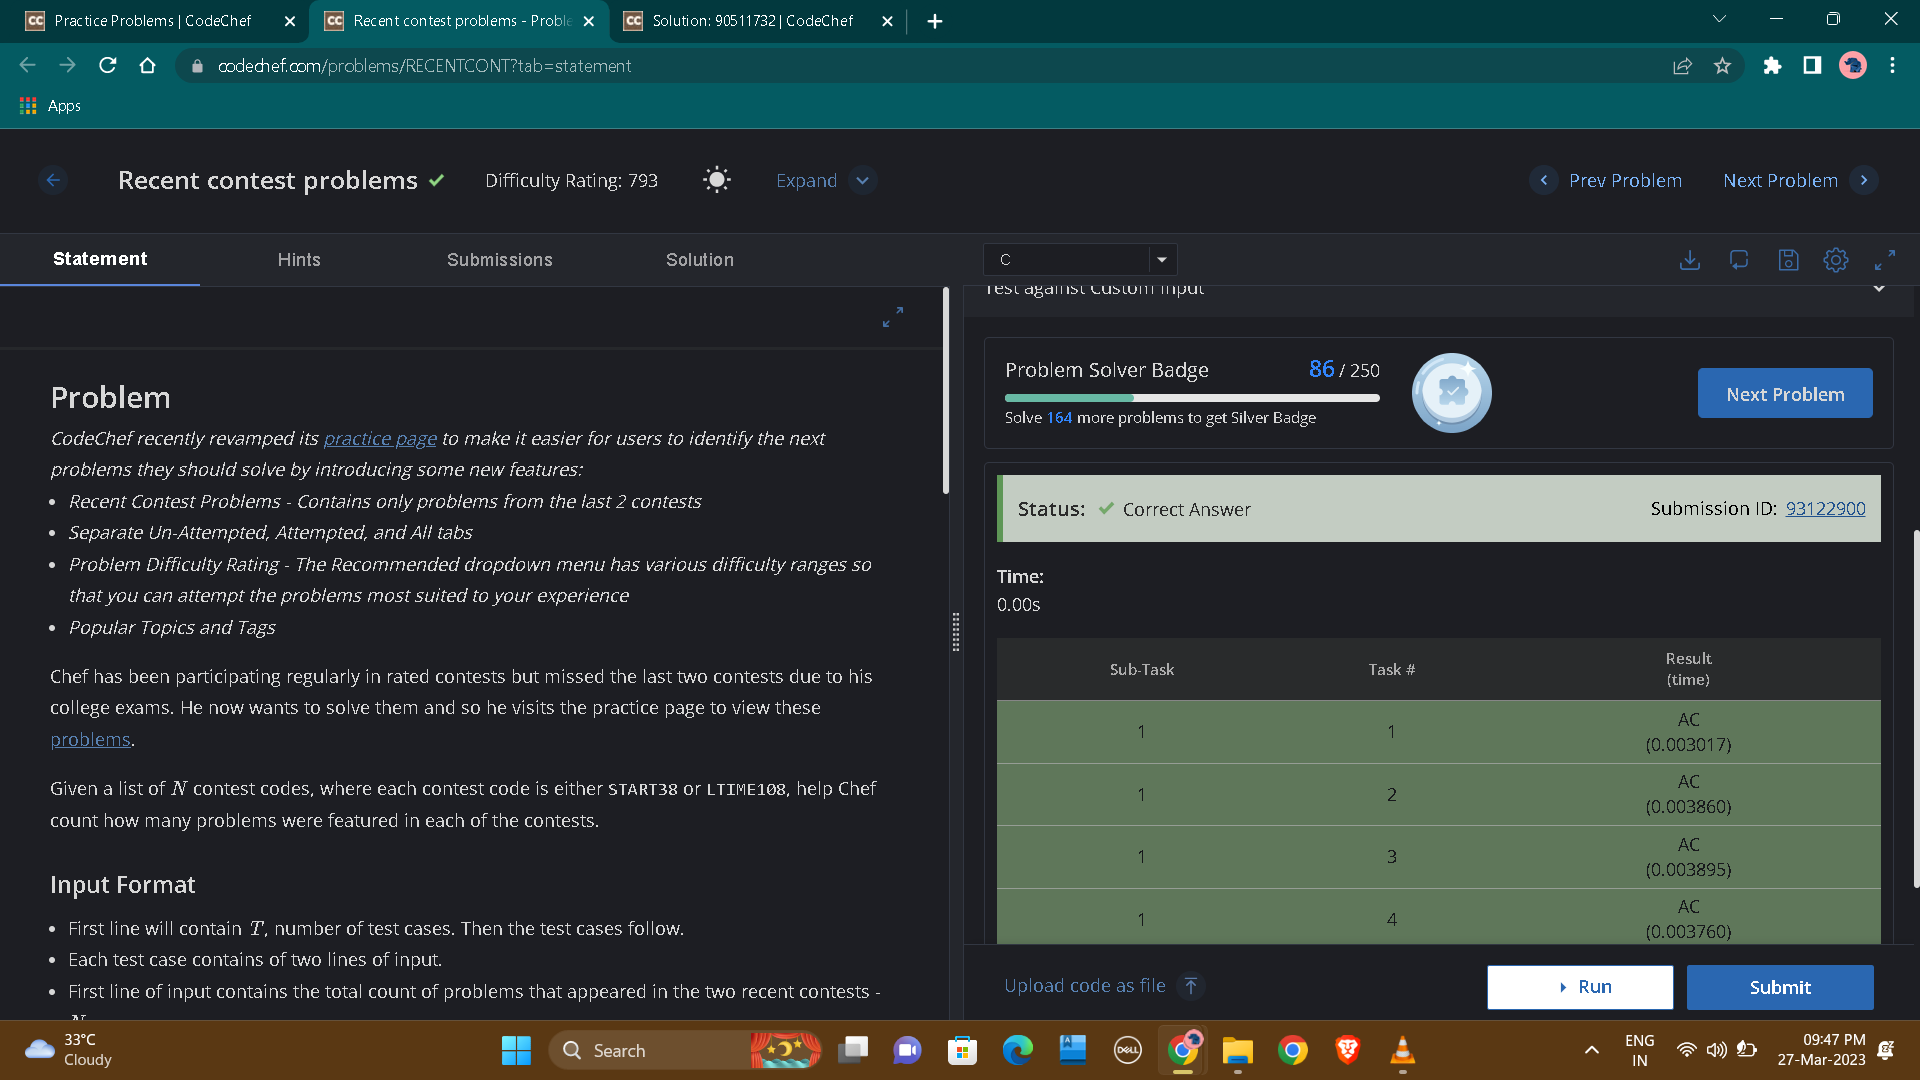 Practice Problems | CodeChef
Recent contest problems - Proble
Solution: 90511732 | CodeChef
codechef.com/problems/RECENTCONT?tab=statement
Apps
Recent contest problems
Difficulty Rating: 793
Expand
Prev Problem
Next Problem
Statement
Hints
Submissions
Solution
Problem
CodeChef recently revamped its practice page to make it easier for users to identify the next
problems they should solve by introducing some new features:
• Recent Contest Problems - Contains only problems from the last 2 contests
• Separate Un-Attempted, Attempted, and All tabs
• Problem Difficulty Rating - The Recommended dropdown menu has various difficulty ranges so
that you can attempt the problems most suited to your experience
• Popular Topics and Tags
Chef has been participating regularly in rated contests but missed the last two contests due to his
college exams. He now wants to solve them and so he visits the practice page to view these
problems.
Given a list of N contest codes, where each contest code is either START38 or LTIME108, help Chef
count how many problems were featured in each of the contests.
Input Format
• First line will contain T, number of test cases. Then the test cases follow.
• Each test case contains of two lines of input.
• First line of input contains the total count of problems that appeared in the two recent contests -
N
C
Test against Custom Input
Problem Solver Badge
86 / 250
Solve 164 more problems to get Silver Badge
Next Problem
Status: Correct Answer
Submission ID: 93122900
Time:
0.00s
Sub-Task Task # Result
(time)
1 1 AC
(0.003017)
1 2 AC
(0.003860)
1 3 AC
(0.003895)
1 4 AC
(0.003760)
Upload code as file
Run
Submit
33°C
Cloudy
Search
DELL
ENG
IN
09:47 PM
27-Mar-2023